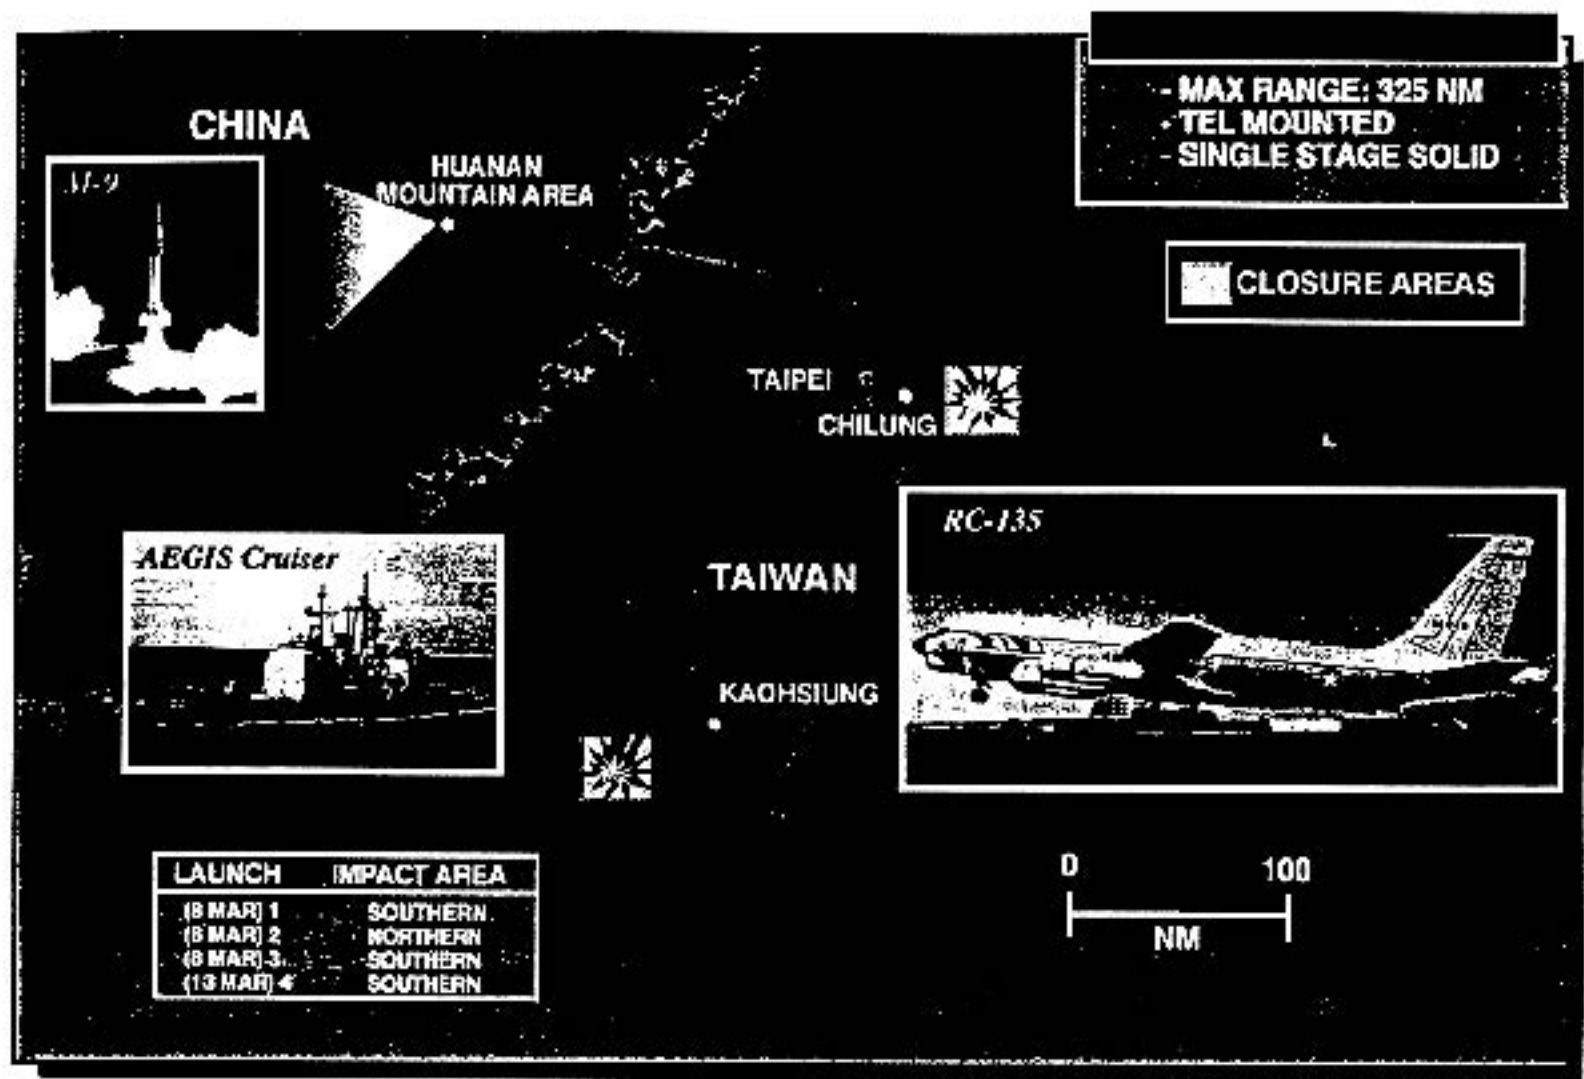 - MAX RANGE: 325 NM
• TEL MOUNTED
- SINGLE STAGE SOLID
CHINA
M-9
HUANAN
MOUNTAIN AREA
CLOSURE AREAS
TAIPEI
CHILUNG
RC-135
AEGIS Cruiser
TAIWAN
KAOHSIUNG
LAUNCH IMPACT AREA
(8 MAR) 1 SOUTHERN
(8 MAR) 2 NORTHERN
(8 MAR) 3 SOUTHERN
(13 MAR) 4 SOUTHERN
0 100
NM